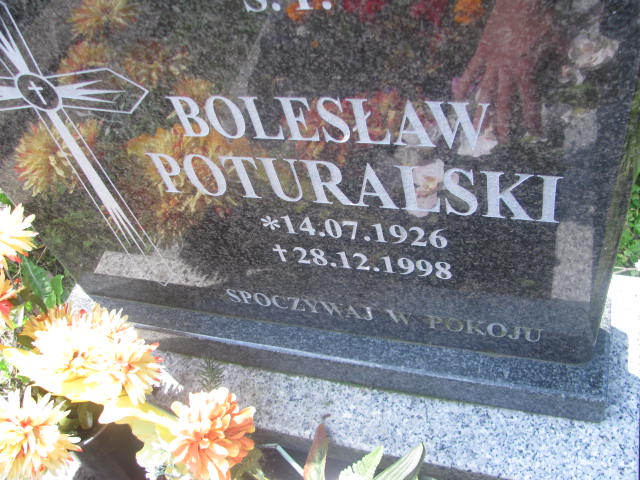 Ś. P.
BOLESŁAW
POTURALSKI
*14.07.1926
†28.12.1998
SPOCZYWAJ W POKOJU